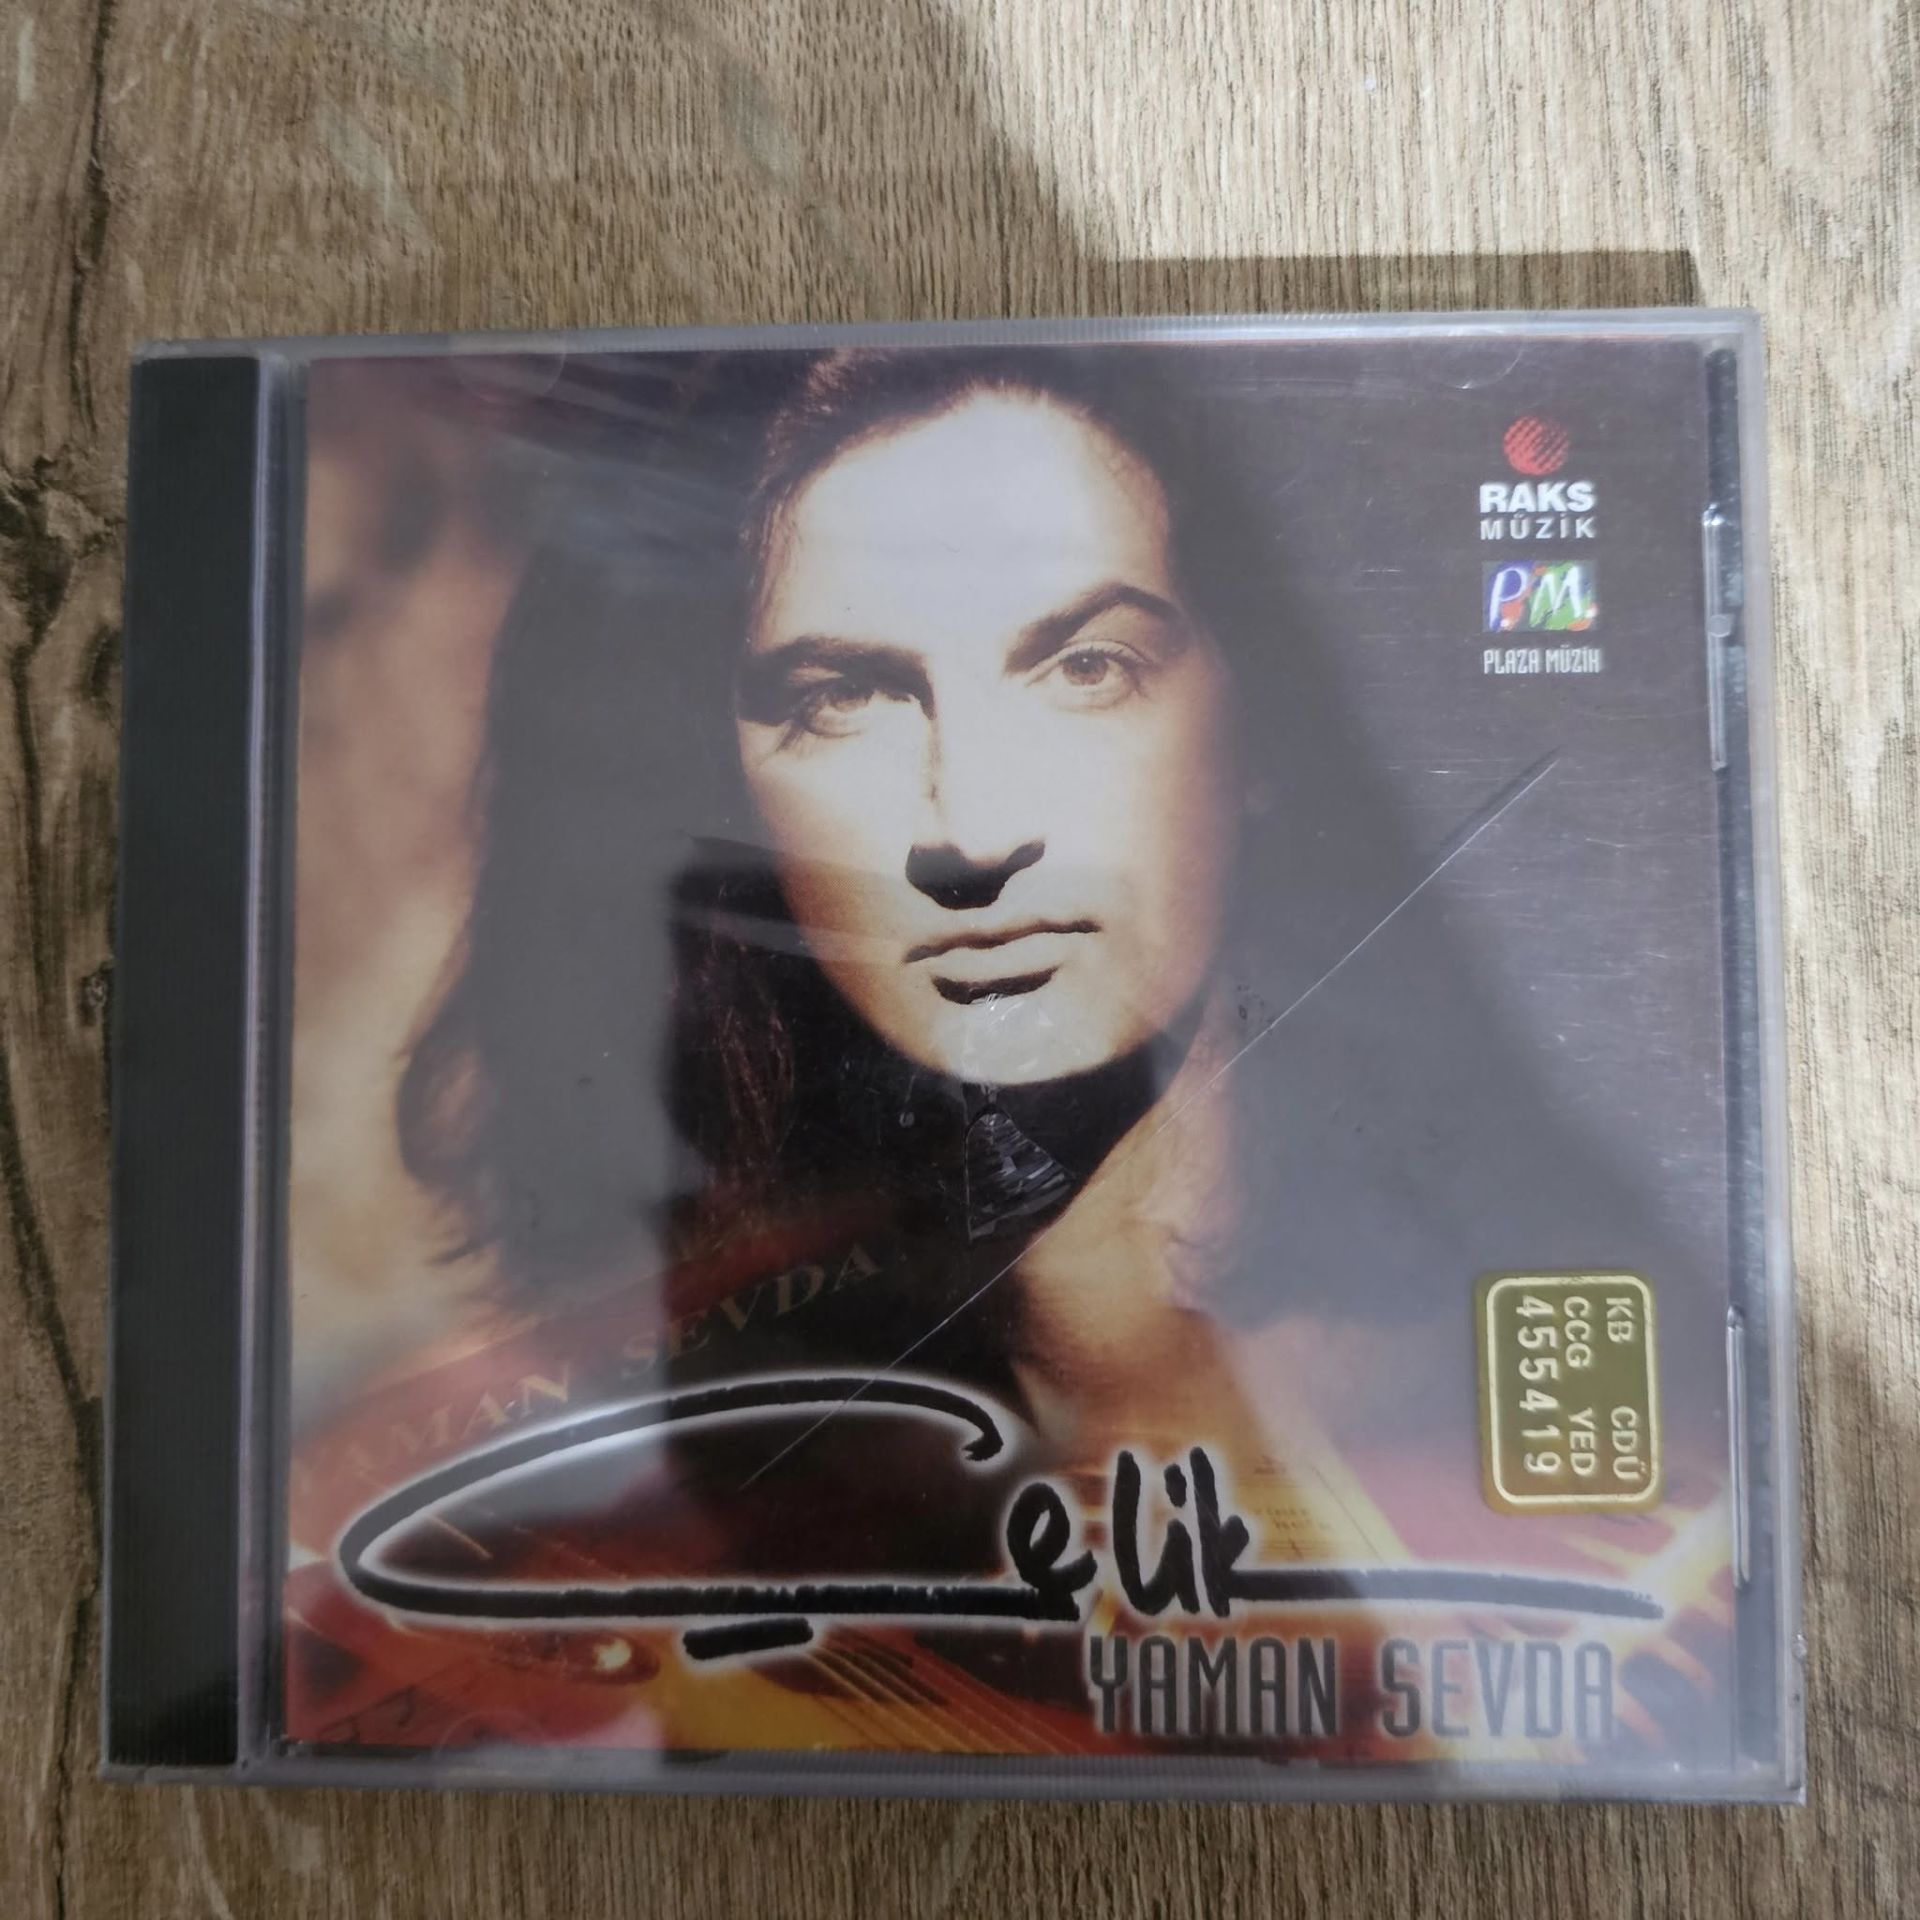 RAKS
MÜZİK
P.M.
PLAZA MÜZİK
YAMAN SEVDA
KB CDÜ
CCG YED
455419
Çelik
YAMAN SEVDA